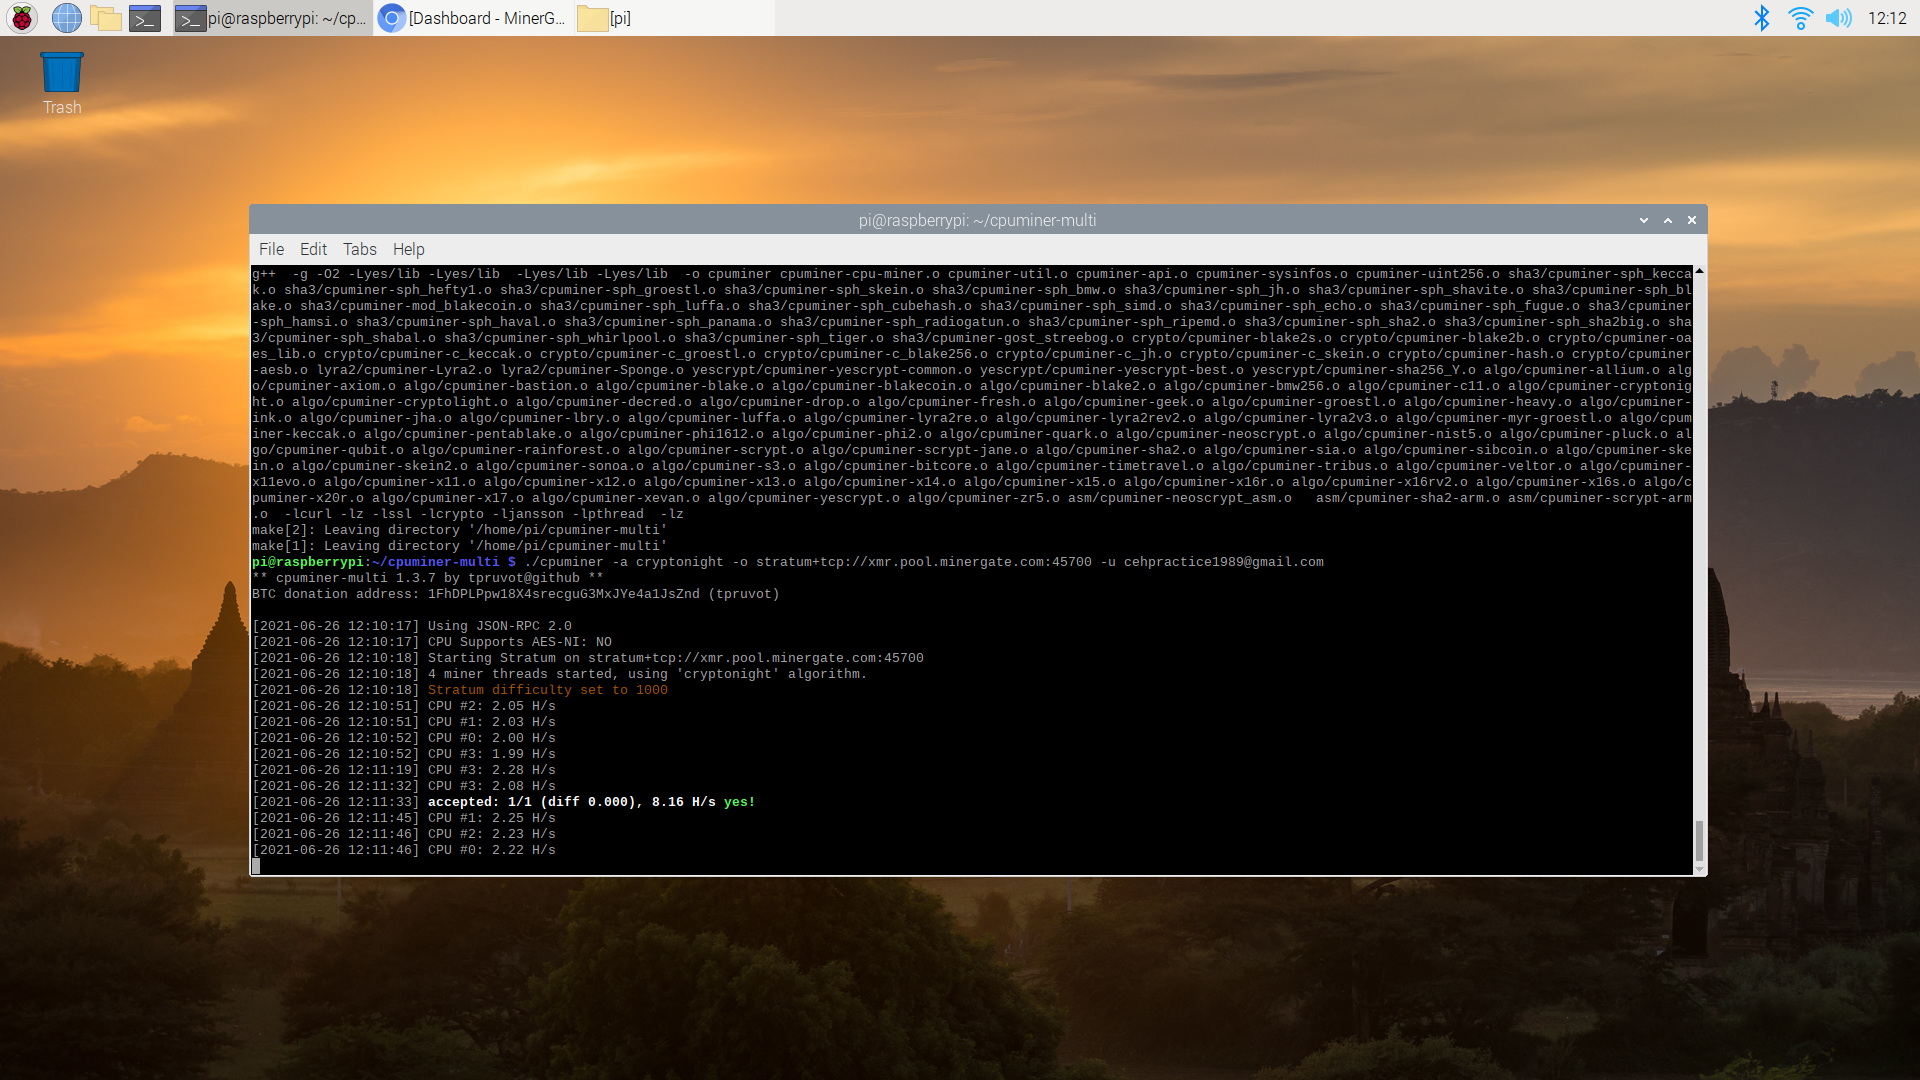 pi@raspberrypi: ~/cp...
[Dashboard - MinerG...
[pi]
12:12
Trash
pi@raspberrypi: ~/cpuminer-multi
File Edit Tabs Help
g++  -g -O2 -Lyes/lib -Lyes/lib  -Lyes/lib -Lyes/lib  -o cpuminer cpuminer-cpu-miner.o cpuminer-util.o cpuminer-api.o cpuminer-sysinfos.o cpuminer-uint256.o sha3/cpuminer-sph_kecca
k.o sha3/cpuminer-sph_hefty1.o sha3/cpuminer-sph_groestl.o sha3/cpuminer-sph_skein.o sha3/cpuminer-sph_bmw.o sha3/cpuminer-sph_jh.o sha3/cpuminer-sph_shavite.o sha3/cpuminer-sph_bl
ake.o sha3/cpuminer-mod_blakecoin.o sha3/cpuminer-sph_luffa.o sha3/cpuminer-sph_cubehash.o sha3/cpuminer-sph_simd.o sha3/cpuminer-sph_echo.o sha3/cpuminer-sph_fugue.o sha3/cpuminer
-sph_hamsi.o sha3/cpuminer-sph_haval.o sha3/cpuminer-sph_panama.o sha3/cpuminer-sph_radiogatun.o sha3/cpuminer-sph_ripemd.o sha3/cpuminer-sph_sha2.o sha3/cpuminer-sph_sha2big.o sha
3/cpuminer-sph_shabal.o sha3/cpuminer-sph_whirlpool.o sha3/cpuminer-sph_tiger.o sha3/cpuminer-gost_streebog.o crypto/cpuminer-blake2s.o crypto/cpuminer-blake2b.o crypto/cpuminer-oa
es_lib.o crypto/cpuminer-c_keccak.o crypto/cpuminer-c_groestl.o crypto/cpuminer-c_blake256.o crypto/cpuminer-c_jh.o crypto/cpuminer-c_skein.o crypto/cpuminer-hash.o crypto/cpuminer
-aesb.o lyra2/cpuminer-Lyra2.o lyra2/cpuminer-Sponge.o yescrypt/cpuminer-yescrypt-common.o yescrypt/cpuminer-yescrypt-best.o yescrypt/cpuminer-sha256_Y.o algo/cpuminer-allium.o alg
o/cpuminer-axiom.o algo/cpuminer-bastion.o algo/cpuminer-blake.o algo/cpuminer-blakecoin.o algo/cpuminer-blake2.o algo/cpuminer-bmw256.o algo/cpuminer-c11.o algo/cpuminer-cryptonig
ht.o algo/cpuminer-cryptolight.o algo/cpuminer-decred.o algo/cpuminer-drop.o algo/cpuminer-fresh.o algo/cpuminer-geek.o algo/cpuminer-groestl.o algo/cpuminer-heavy.o algo/cpuminer-
ink.o algo/cpuminer-jha.o algo/cpuminer-lbry.o algo/cpuminer-luffa.o algo/cpuminer-lyra2re.o algo/cpuminer-lyra2rev2.o algo/cpuminer-lyra2v3.o algo/cpuminer-myr-groestl.o algo/cpum
iner-keccak.o algo/cpuminer-pentablake.o algo/cpuminer-phi1612.o algo/cpuminer-phi2.o algo/cpuminer-quark.o algo/cpuminer-neoscrypt.o algo/cpuminer-nist5.o algo/cpuminer-pluck.o al
go/cpuminer-qubit.o algo/cpuminer-rainforest.o algo/cpuminer-scrypt.o algo/cpuminer-scrypt-jane.o algo/cpuminer-sha2.o algo/cpuminer-sia.o algo/cpuminer-sibcoin.o algo/cpuminer-ske
in.o algo/cpuminer-skein2.o algo/cpuminer-sonoa.o algo/cpuminer-s3.o algo/cpuminer-bitcore.o algo/cpuminer-timetravel.o algo/cpuminer-tribus.o algo/cpuminer-veltor.o algo/cpuminer-
x11evo.o algo/cpuminer-x11.o algo/cpuminer-x12.o algo/cpuminer-x13.o algo/cpuminer-x14.o algo/cpuminer-x15.o algo/cpuminer-x16r.o algo/cpuminer-x16rv2.o algo/cpuminer-x16s.o algo/c
puminer-x20r.o algo/cpuminer-x17.o algo/cpuminer-xevan.o algo/cpuminer-yescrypt.o algo/cpuminer-zr5.o asm/cpuminer-neoscrypt_asm.o   asm/cpuminer-sha2-arm.o asm/cpuminer-scrypt-arm
.o  -lcurl -lz -lssl -lcrypto -ljansson -lpthread  -lz
make[2]: Leaving directory '/home/pi/cpuminer-multi'
make[1]: Leaving directory '/home/pi/cpuminer-multi'
pi@raspberrypi:~/cpuminer-multi $ ./cpuminer -a cryptonight -o stratum+tcp://xmr.pool.minergate.com:45700 -u cehpractice1989@gmail.com
** cpuminer-multi 1.3.7 by tpruvot@github **
BTC donation address: 1FhDPLPpw18X4srecguG3MxJYe4a1JsZnd (tpruvot)
[2021-06-26 12:10:17] Using JSON-RPC 2.0
[2021-06-26 12:10:17] CPU Supports AES-NI: NO
[2021-06-26 12:10:18] Starting Stratum on stratum+tcp://xmr.pool.minergate.com:45700
[2021-06-26 12:10:18] 4 miner threads started, using 'cryptonight' algorithm.
[2021-06-26 12:10:18] Stratum difficulty set to 1000
[2021-06-26 12:10:51] CPU #2: 2.05 H/s
[2021-06-26 12:10:51] CPU #1: 2.03 H/s
[2021-06-26 12:10:52] CPU #0: 2.00 H/s
[2021-06-26 12:10:52] CPU #3: 1.99 H/s
[2021-06-26 12:11:19] CPU #3: 2.28 H/s
[2021-06-26 12:11:32] CPU #3: 2.08 H/s
[2021-06-26 12:11:33] accepted: 1/1 (diff 0.000), 8.16 H/s yes!
[2021-06-26 12:11:45] CPU #1: 2.25 H/s
[2021-06-26 12:11:46] CPU #2: 2.23 H/s
[2021-06-26 12:11:46] CPU #0: 2.22 H/s